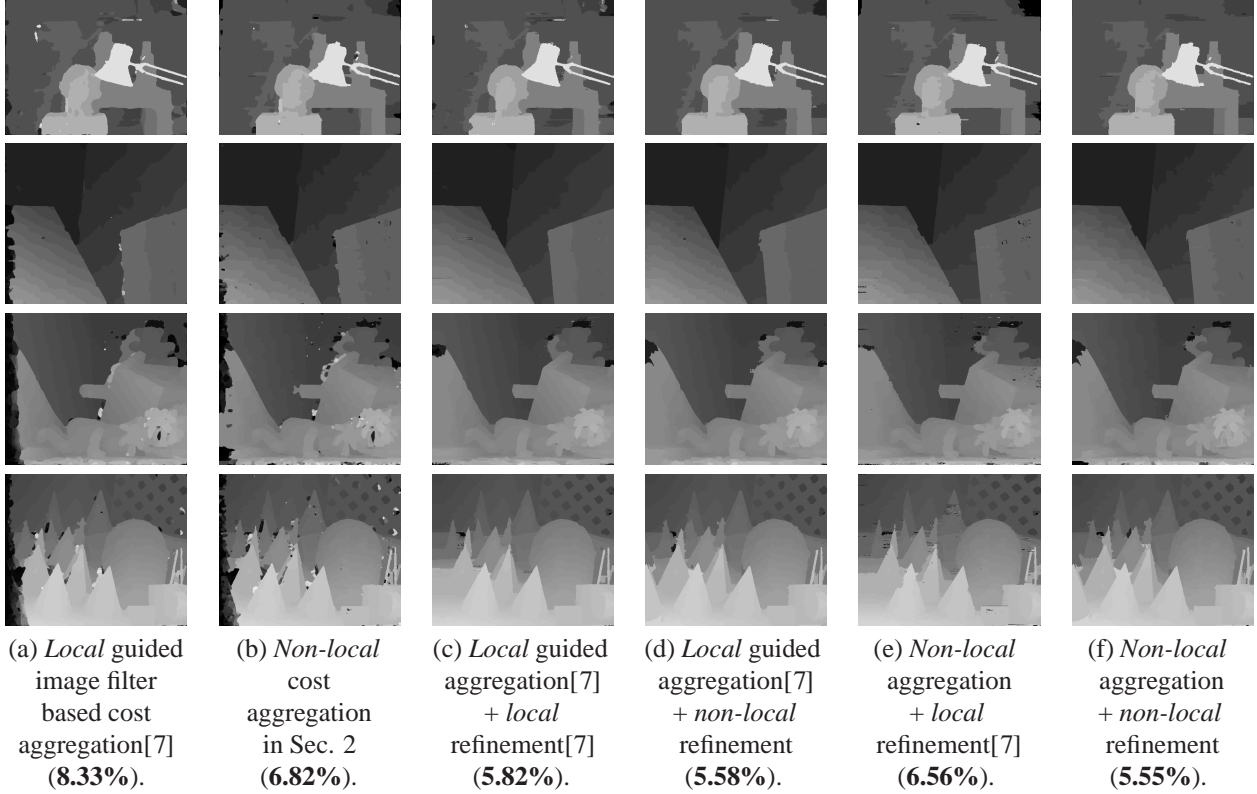 (a) Local guided
image filter
based cost
aggregation[7]
(8.33%).
(b) Non-local
cost
aggregation
in Sec. 2
(6.82%).
(c) Local guided
aggregation[7]
+ local
refinement[7]
(5.82%).
(d) Local guided
aggregation[7]
+ non-local
refinement
(5.58%).
(e) Non-local
aggregation
+ local
refinement[7]
(6.56%).
(f) Non-local
aggregation
+ non-local
refinement
(5.55%).